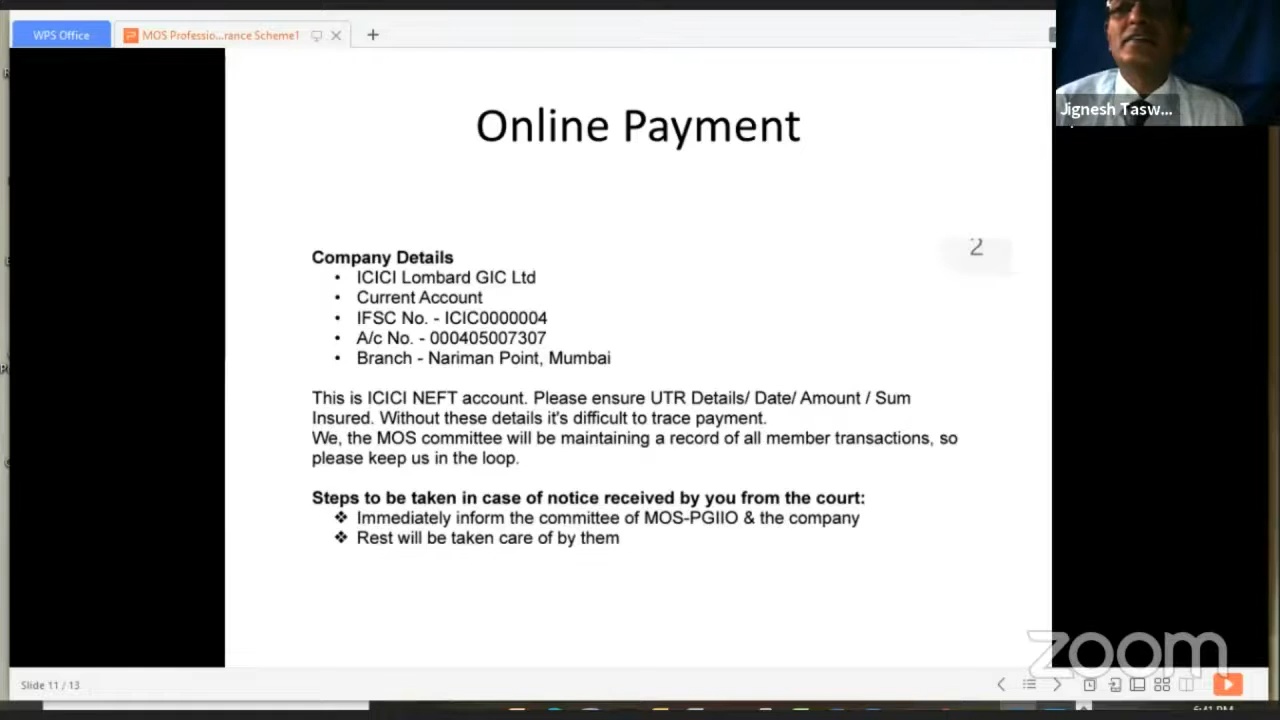 WPS Office
MOS Professio...rance Scheme1
Jignesh Tasw...
Online Payment
2
Company Details
• ICICI Lombard GIC Ltd
• Current Account
• IFSC No. - ICIC0000004
• A/c No. - 000405007307
• Branch - Nariman Point, Mumbai
This is ICICI NEFT account. Please ensure UTR Details/ Date/ Amount / Sum
Insured. Without these details it's difficult to trace payment.
We, the MOS committee will be maintaining a record of all member transactions, so
please keep us in the loop.
Steps to be taken in case of notice received by you from the court:
❖ Immediately inform the committee of MOS-PGIIO & the company
❖ Rest will be taken care of by them
zoom
Slide 11 / 13